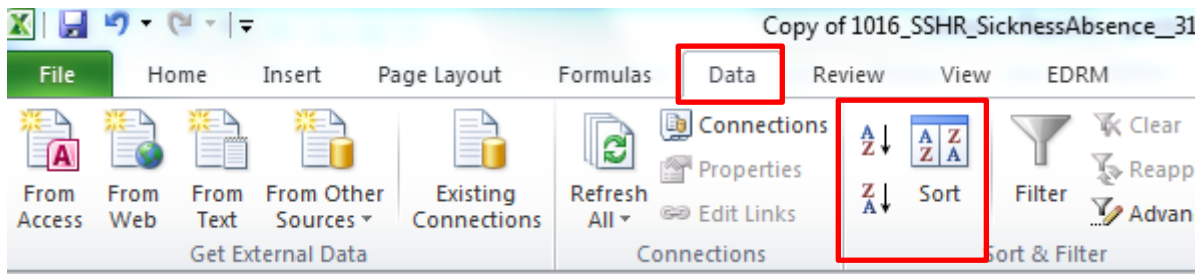 Copy of 1016_SSHR_SicknessAbsence__31
File Home Insert Page Layout Formulas Data Review View EDRM
From Access
From Web
From Text
From Other Sources
Existing Connections
Get External Data
Refresh All
Connections
Properties
Edit Links
Connections
A Z
Z A
A Z Z A
Sort
Filter
Clear
Reapp
Advan
Sort & Filter